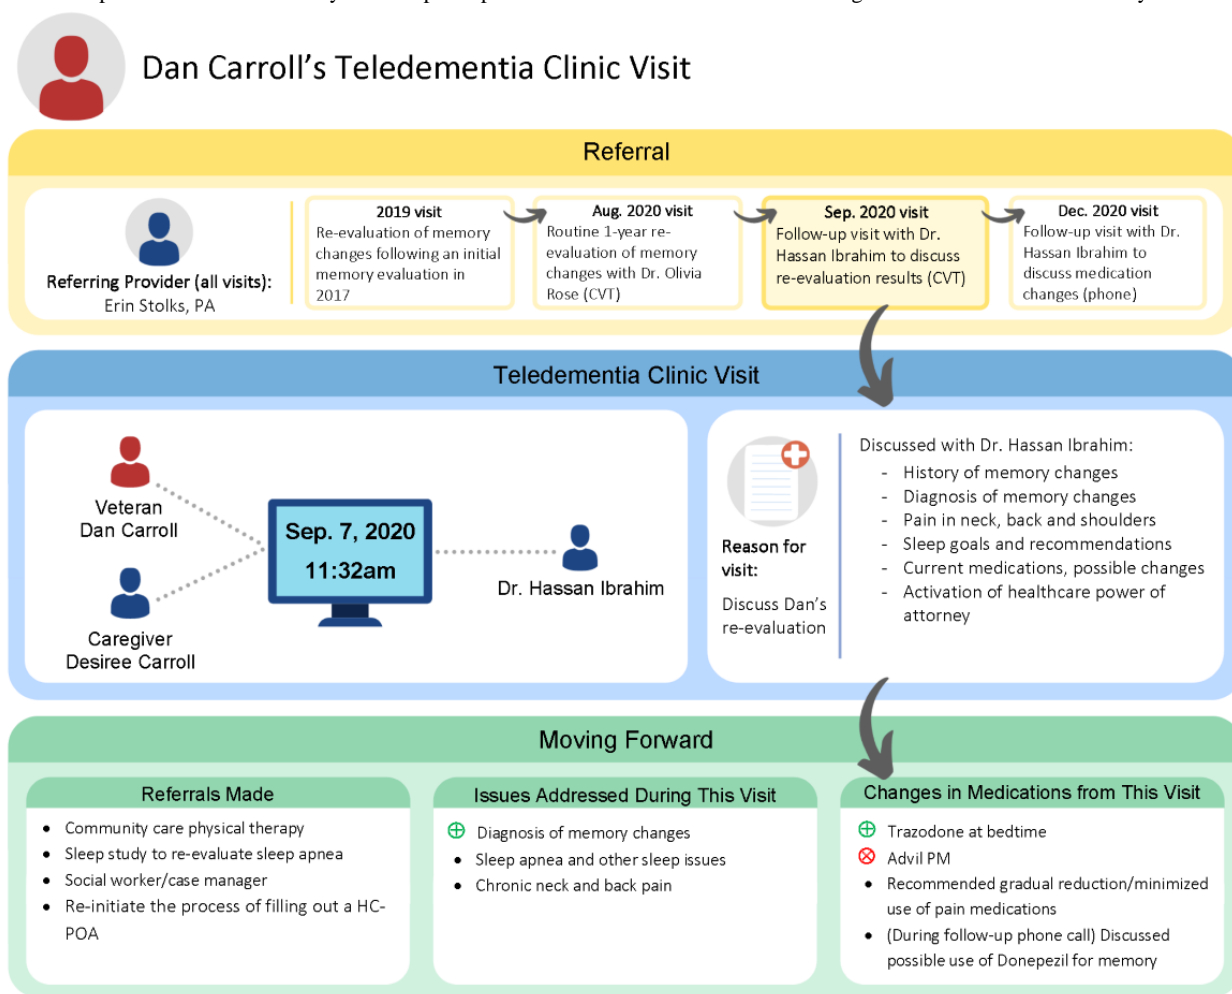 Dan Carroll's Teledementia Clinic Visit
Referral
Referring Provider (all visits):
Erin Stolks, PA
2019 visit
Re-evaluation of memory
changes following an initial
memory evaluation in
2017
Aug. 2020 visit
Routine 1-year re-
evaluation of memory
changes with Dr. Olivia
Rose (CVT)
Sep. 2020 visit
Follow-up visit with Dr.
Hassan Ibrahim to discuss
re-evaluation results (CVT)
Dec. 2020 visit
Follow-up visit with Dr.
Hassan Ibrahim to
discuss medication
changes (phone)
Teledementia Clinic Visit
Veteran
Dan Carroll
Caregiver
Desiree Carroll
Sep. 7, 2020
11:32am
Dr. Hassan Ibrahim
Reason for
visit:
Discuss Dan's
re-evaluation
Discussed with Dr. Hassan Ibrahim:
- History of memory changes
- Diagnosis of memory changes
- Pain in neck, back and shoulders
- Sleep goals and recommendations
- Current medications, possible changes
- Activation of healthcare power of
attorney
Moving Forward
Referrals Made
• Community care physical therapy
• Sleep study to re-evaluate sleep apnea
• Social worker/case manager
• Re-initiate the process of filling out a HC-
POA
Issues Addressed During This Visit
⊕ Diagnosis of memory changes
• Sleep apnea and other sleep issues
• Chronic neck and back pain
Changes in Medications from This Visit
⊕ Trazodone at bedtime
⊗ Advil PM
• Recommended gradual reduction/minimized
use of pain medications
• (During follow-up phone call) Discussed
possible use of Donepezil for memory